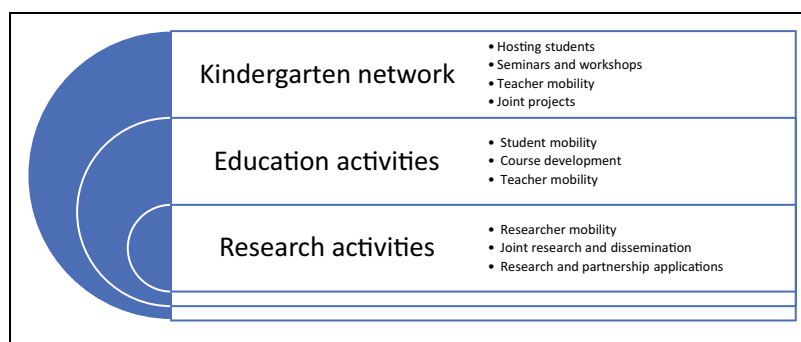 Kindergarten network
• Hosting students
• Seminars and workshops
• Teacher mobility
• Joint projects
Education activities
• Student mobility
• Course development
• Teacher mobility
Research activities
• Researcher mobility
• Joint research and dissemination
• Research and partnership applications